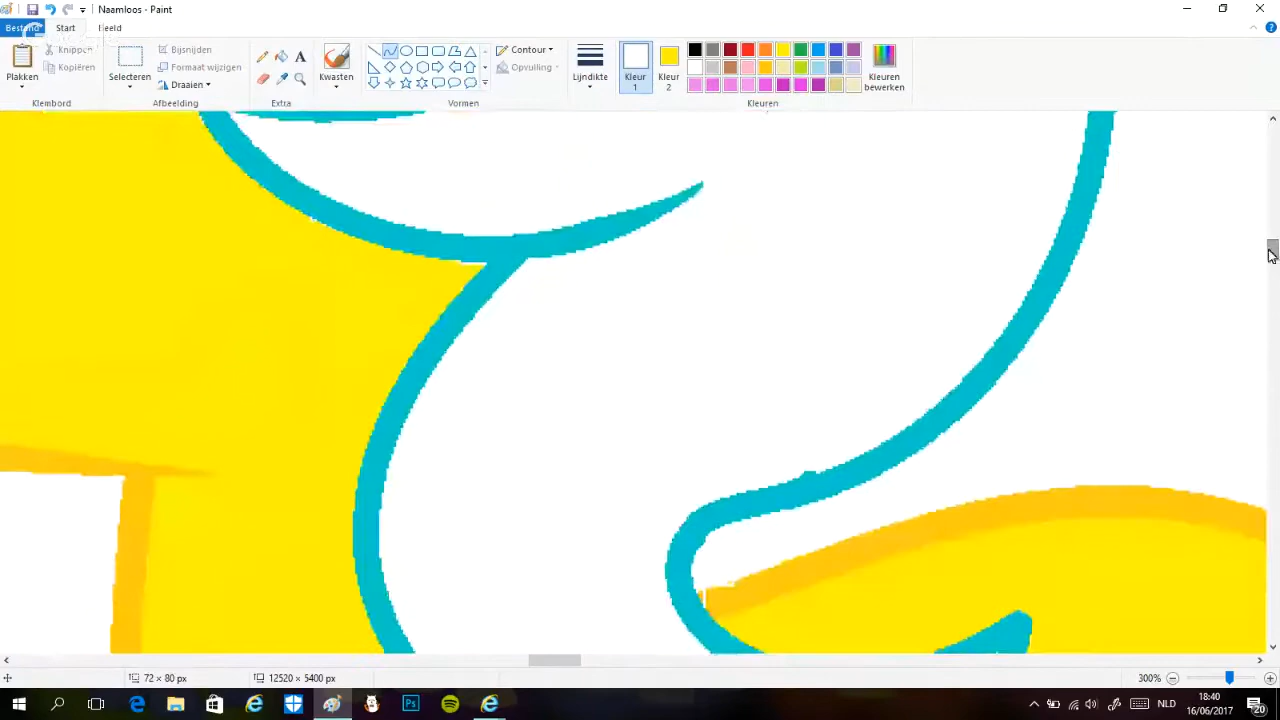 Naamloos - Paint
Bestand Start Beeld
Plakken
Knippen
Kopiëren
Klembord
Selecteren
Bijsnijden
Formaat wijzigen
Draaien
Afbeelding
A
Extra
Kwasten
Vormen
Contour
Opvulling
Lijndikte
Kleur 1
Kleur 2
Kleuren
Kleuren bewerken
72 × 80 px
12520 × 5400 px
300%
Ps
NLD
18:40
16/06/2017
20